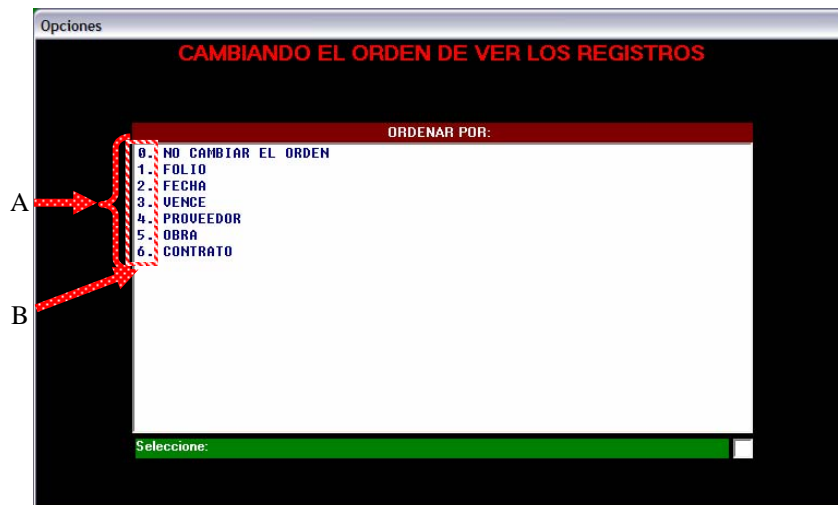 Opciones
CAMBIANDO EL ORDEN DE VER LOS REGISTROS
ORDENAR POR:
0. NO CAMBIAR EL ORDEN
1. FOLIO
2. FECHA
3. VENCE
4. PROVEEDOR
5. OBRA
6. CONTRATO
A
B
Seleccione: